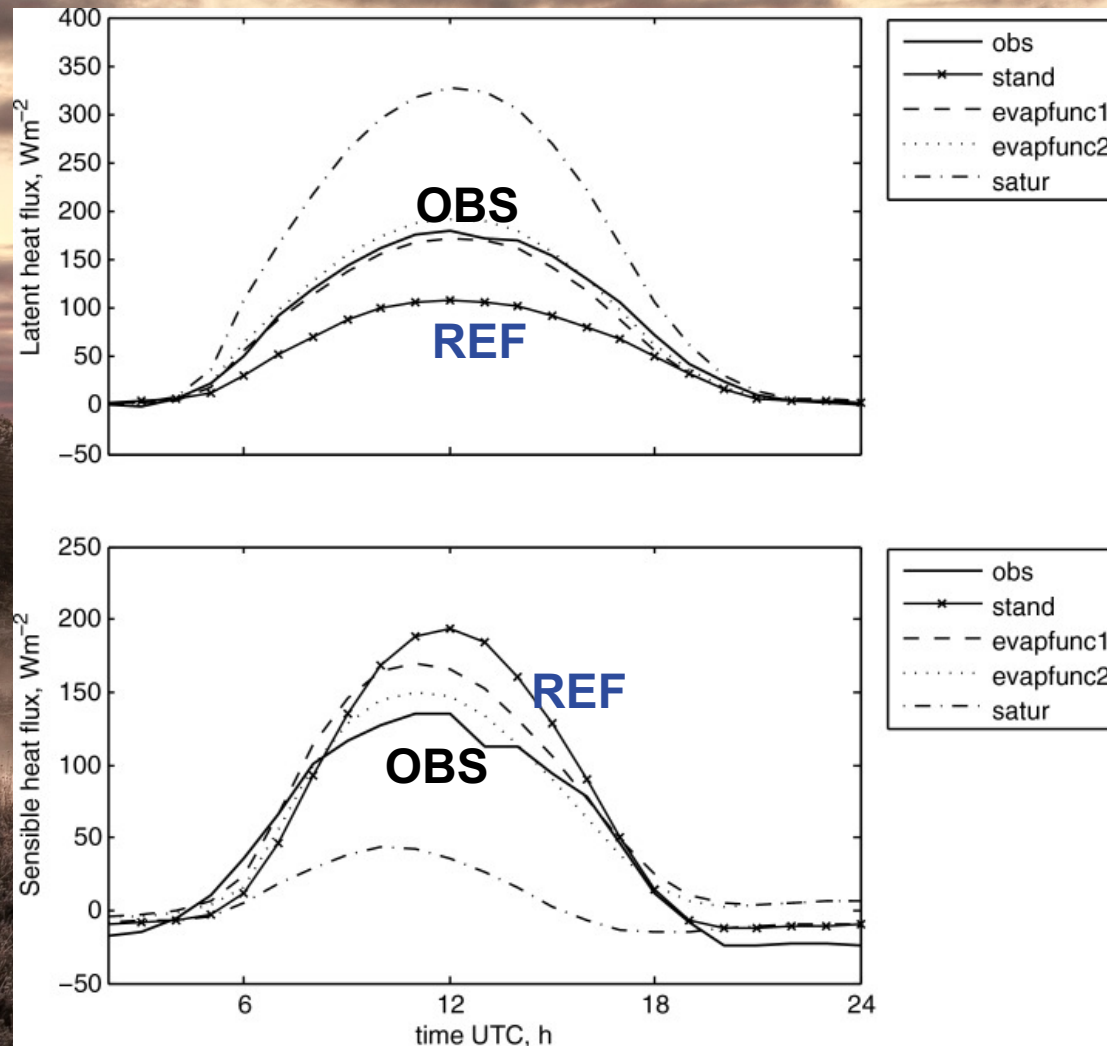 400
350
300
250
200
150
100
50
0
−50
Latent heat flux, Wm−2
OBS
REF
obs
stand
evapfunc1
evapfunc2
satur
250
200
150
100
50
0
−50
Sensible heat flux, Wm−2
REF
OBS
obs
stand
evapfunc1
evapfunc2
satur
6 12 18 24
time UTC, h